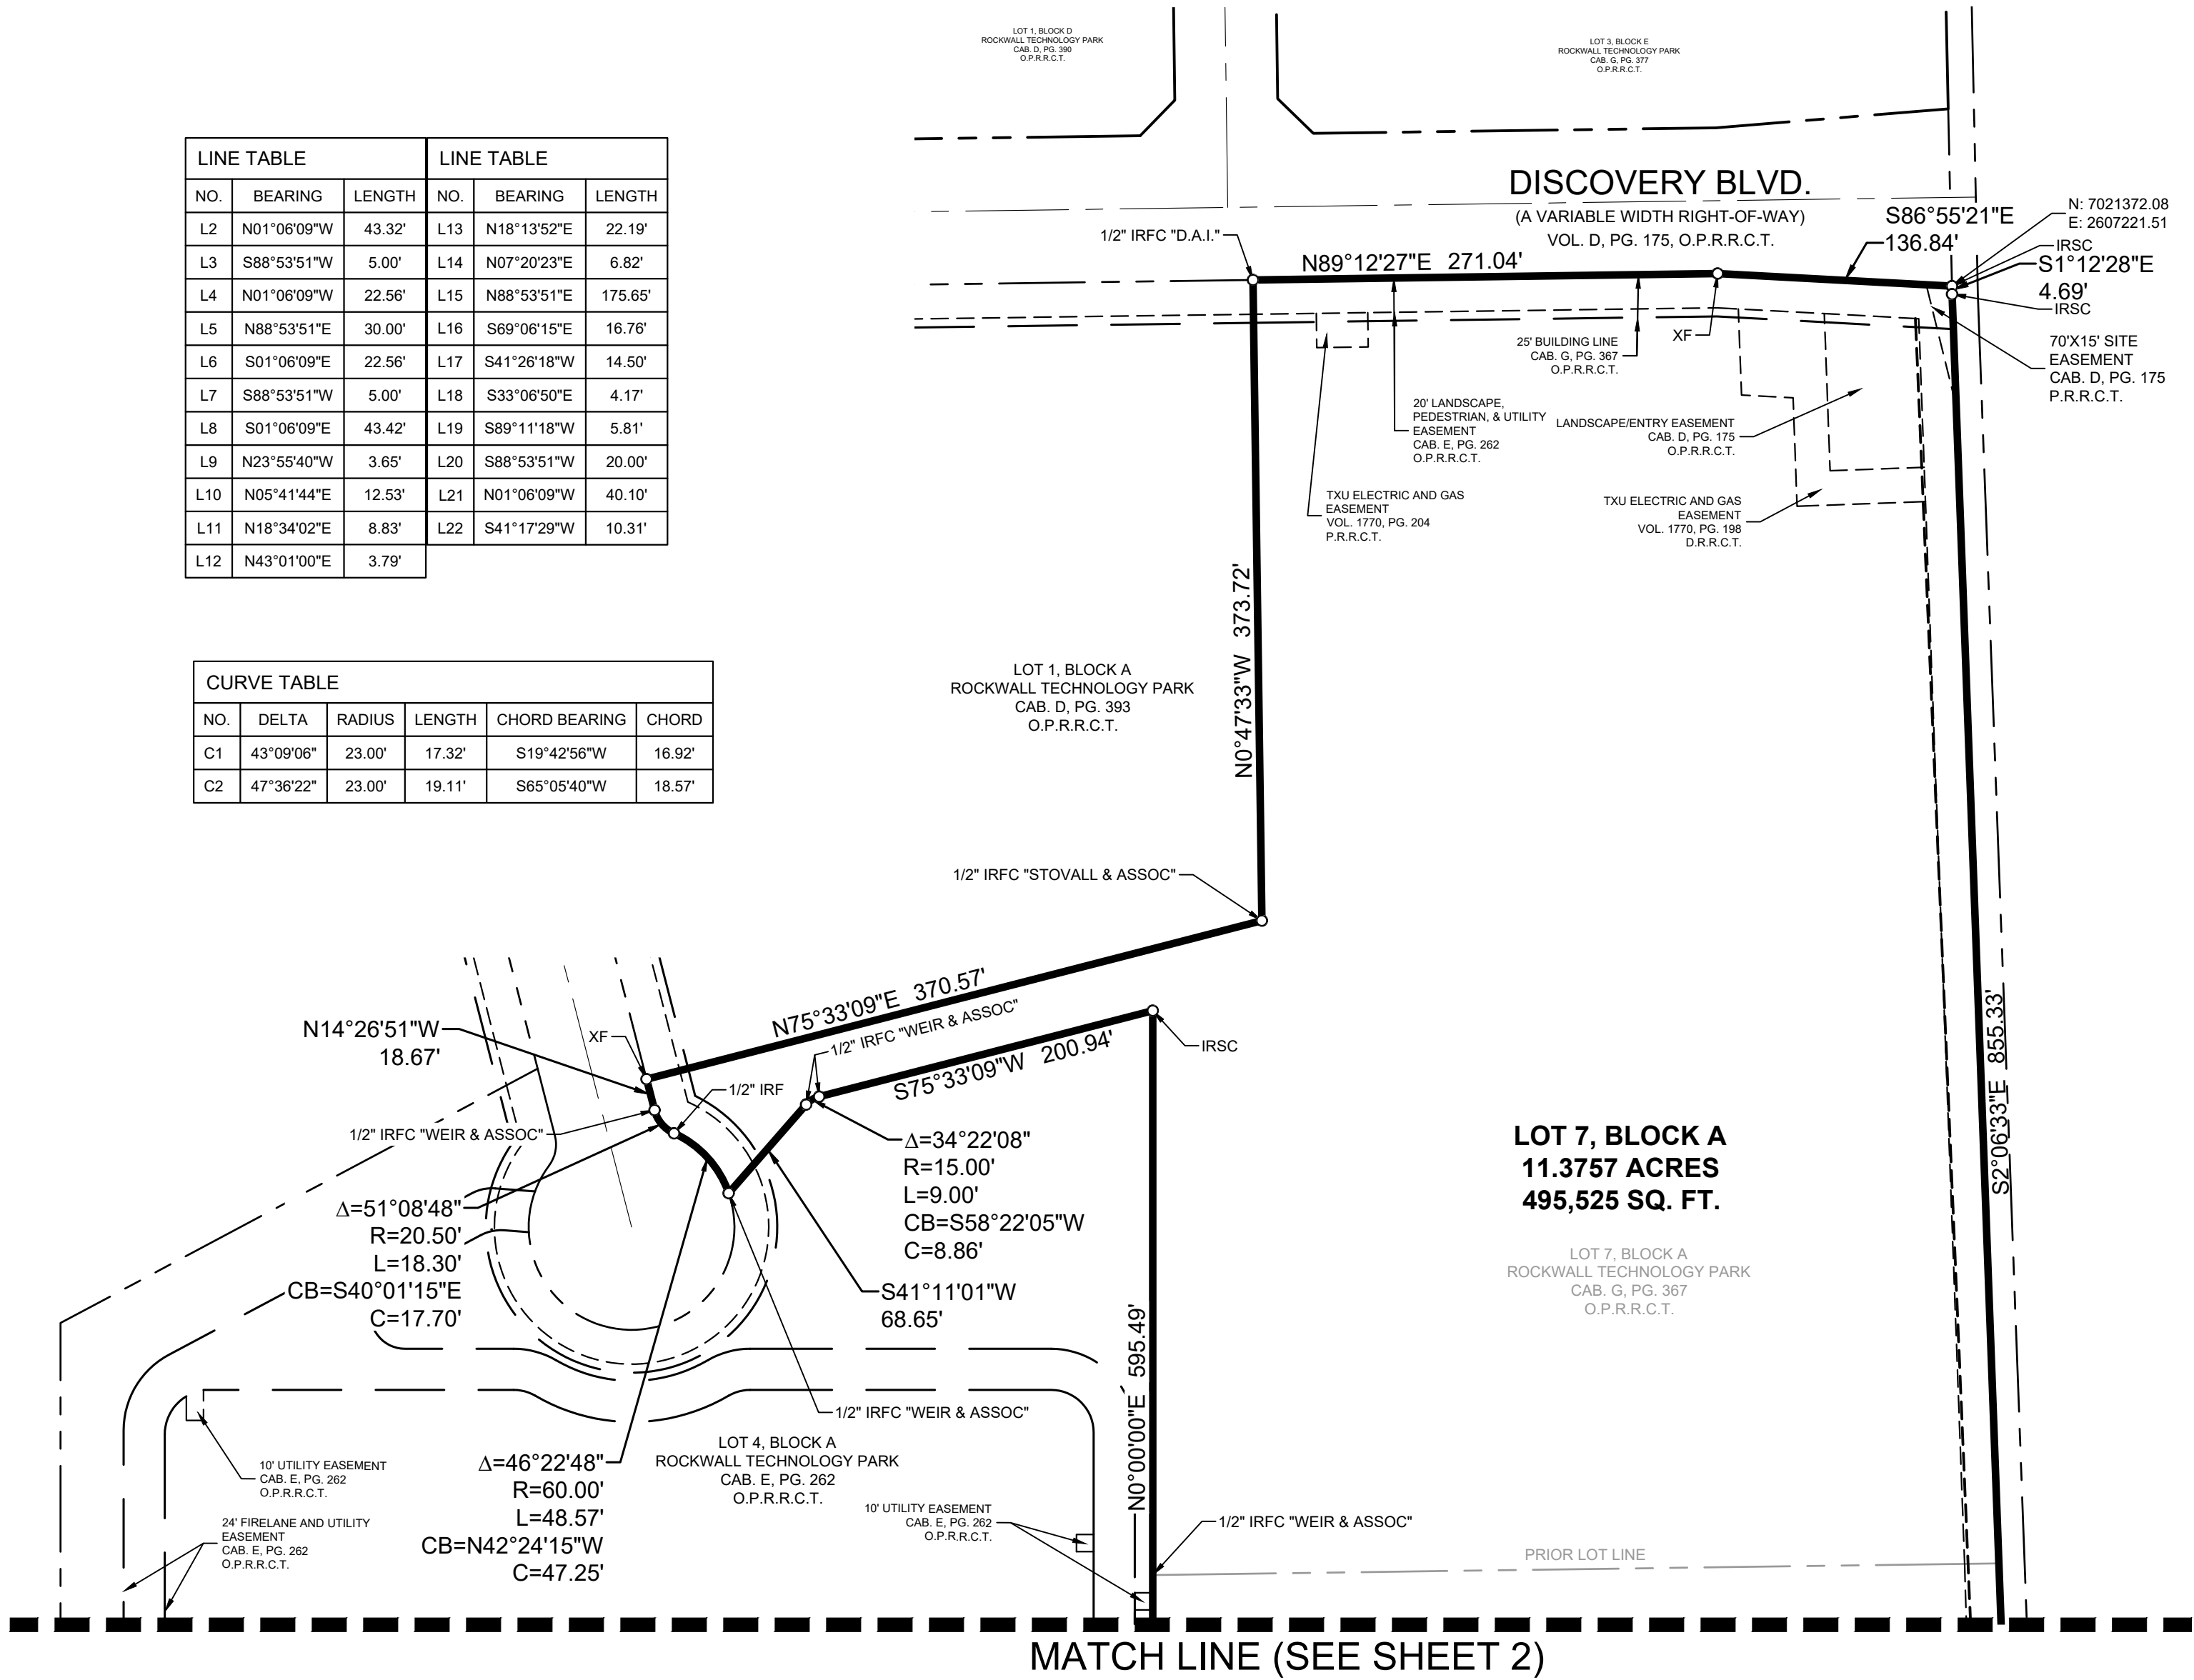 LOT 1, BLOCK D
ROCKWALL TECHNOLOGY PARK
CAB. D, PG. 390
O.P.R.R.C.T.
LOT 3, BLOCK E
ROCKWALL TECHNOLOGY PARK
CAB. G, PG. 377
O.P.R.R.C.T.
LINE TABLE LINE TABLE
NO. BEARING LENGTH NO. BEARING LENGTH
L2 N01°06'09"W 43.32' L13 N18°13'52"E 22.19'
L3 S88°53'51"W 5.00' L14 N07°20'23"E 6.82'
L4 N01°06'09"W 22.56' L15 N88°53'51"E 175.65'
L5 N88°53'51"E 30.00' L16 S69°06'15"E 16.76'
L6 S01°06'09"E 22.56' L17 S41°26'18"W 14.50'
L7 S88°53'51"W 5.00' L18 S33°06'50"E 4.17'
L8 S01°06'09"E 43.42' L19 S89°11'18"W 5.81'
L9 N23°55'40"W 3.65' L20 S88°53'51"W 20.00'
L10 N05°41'44"E 12.53' L21 N01°06'09"W 40.10'
L11 N18°34'02"E 8.83' L22 S41°17'29"W 10.31'
L12 N43°01'00"E 3.79'
CURVE TABLE
NO. DELTA RADIUS LENGTH CHORD BEARING CHORD
C1 43°09'06" 23.00' 17.32' S19°42'56"W 16.92'
C2 47°36'22" 23.00' 19.11' S65°05'40"W 18.57'
DISCOVERY BLVD.
(A VARIABLE WIDTH RIGHT-OF-WAY)
VOL. D, PG. 175, O.P.R.R.C.T.
1/2" IRFC "D.A.I."
N89°12'27"E 271.04'
S86°55'21"E
136.84'
N: 7021372.08
E: 2607221.51
IRSC
S1°12'28"E
4.69'
IRSC
70'X15' SITE
EASEMENT
CAB. D, PG. 175
P.R.R.C.T.
XF
25' BUILDING LINE
CAB. G, PG. 367
O.P.R.R.C.T.
20' LANDSCAPE,
PEDESTRIAN, & UTILITY
EASEMENT
CAB. E, PG. 262
O.P.R.R.C.T.
LANDSCAPE/ENTRY EASEMENT
CAB. D, PG. 175
O.P.R.R.C.T.
TXU ELECTRIC AND GAS
EASEMENT
VOL. 1770, PG. 204
P.R.R.C.T.
TXU ELECTRIC AND GAS
EASEMENT
VOL. 1770, PG. 198
D.R.R.C.T.
N0°47'33"W 373.72'
LOT 1, BLOCK A
ROCKWALL TECHNOLOGY PARK
CAB. D, PG. 393
O.P.R.R.C.T.
1/2" IRFC "STOVALL & ASSOC"
N75°33'09"E 370.57'
1/2" IRFC "WEIR & ASSOC"
S75°33'09"W 200.94'
IRSC
N14°26'51"W
18.67'
XF
1/2" IRF
1/2" IRFC "WEIR & ASSOC"
Δ=51°08'48"
R=20.50'
L=18.30'
CB=S40°01'15"E
C=17.70'
Δ=34°22'08"
R=15.00'
L=9.00'
CB=S58°22'05"W
C=8.86'
S41°11'01"W
68.65'
S2°06'33"E 855.33'
LOT 7, BLOCK A
11.3757 ACRES
495,525 SQ. FT.
LOT 7, BLOCK A
ROCKWALL TECHNOLOGY PARK
CAB. G, PG. 367
O.P.R.R.C.T.
N0°00'00"E 595.49'
1/2" IRFC "WEIR & ASSOC"
LOT 4, BLOCK A
ROCKWALL TECHNOLOGY PARK
CAB. E, PG. 262
O.P.R.R.C.T.
10' UTILITY EASEMENT
CAB. E, PG. 262
O.P.R.R.C.T.
24' FIRELANE AND UTILITY
EASEMENT
CAB. E, PG. 262
O.P.R.R.C.T.
Δ=46°22'48"
R=60.00'
L=48.57'
CB=N42°24'15"W
C=47.25'
10' UTILITY EASEMENT
CAB. E, PG. 262
O.P.R.R.C.T.
1/2" IRFC "WEIR & ASSOC"
PRIOR LOT LINE
MATCH LINE (SEE SHEET 2)